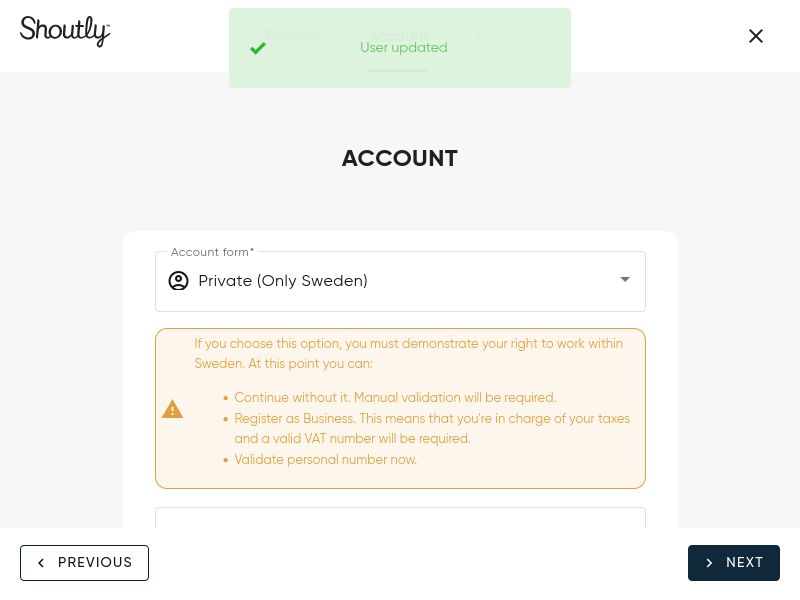 Shoutly™
Personal
Account
Payment
User updated
ACCOUNT
Account form*
Private (Only Sweden)
If you choose this option, you must demonstrate your right to work within
Sweden. At this point you can:
• Continue without it. Manual validation will be required.
• Register as Business. This means that you're in charge of your taxes
and a valid VAT number will be required.
• Validate personal number now.
PREVIOUS
NEXT